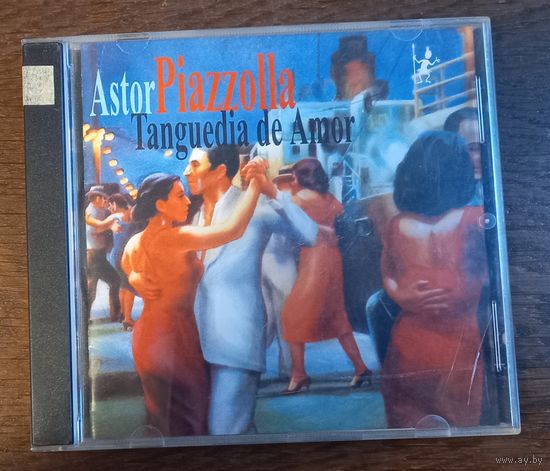 Astor Piazzolla
Tanguedia de Amor
www.ay.by